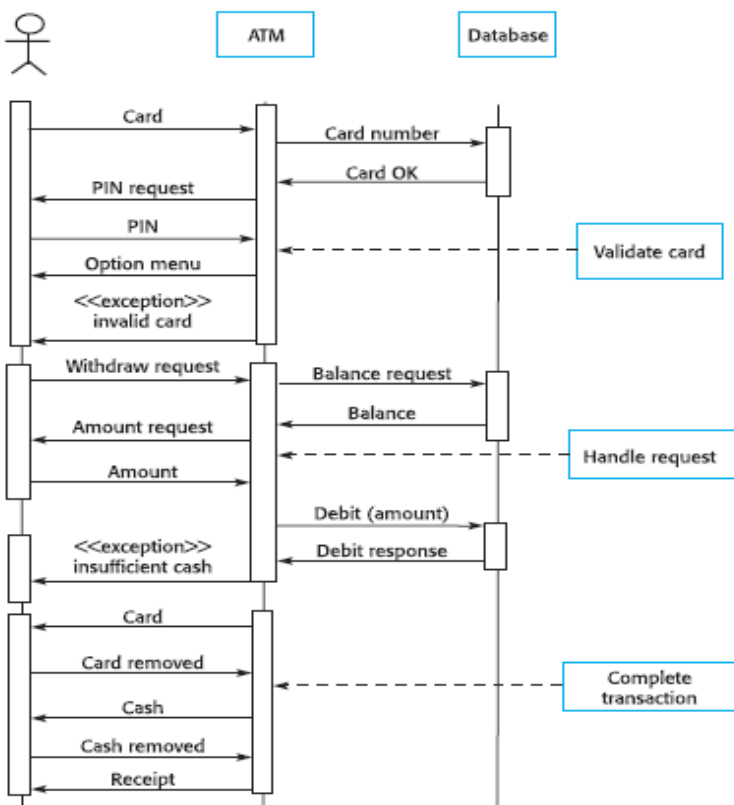 ATM
Database
Card
Card number
Card OK
PIN request
PIN
Validate card
Option menu
<<exception>>
invalid card
Withdraw request
Balance request
Balance
Amount request
Handle request
Amount
Debit (amount)
<<exception>>
insufficient cash
Debit response
Card
Card removed
Complete
transaction
Cash
Cash removed
Receipt